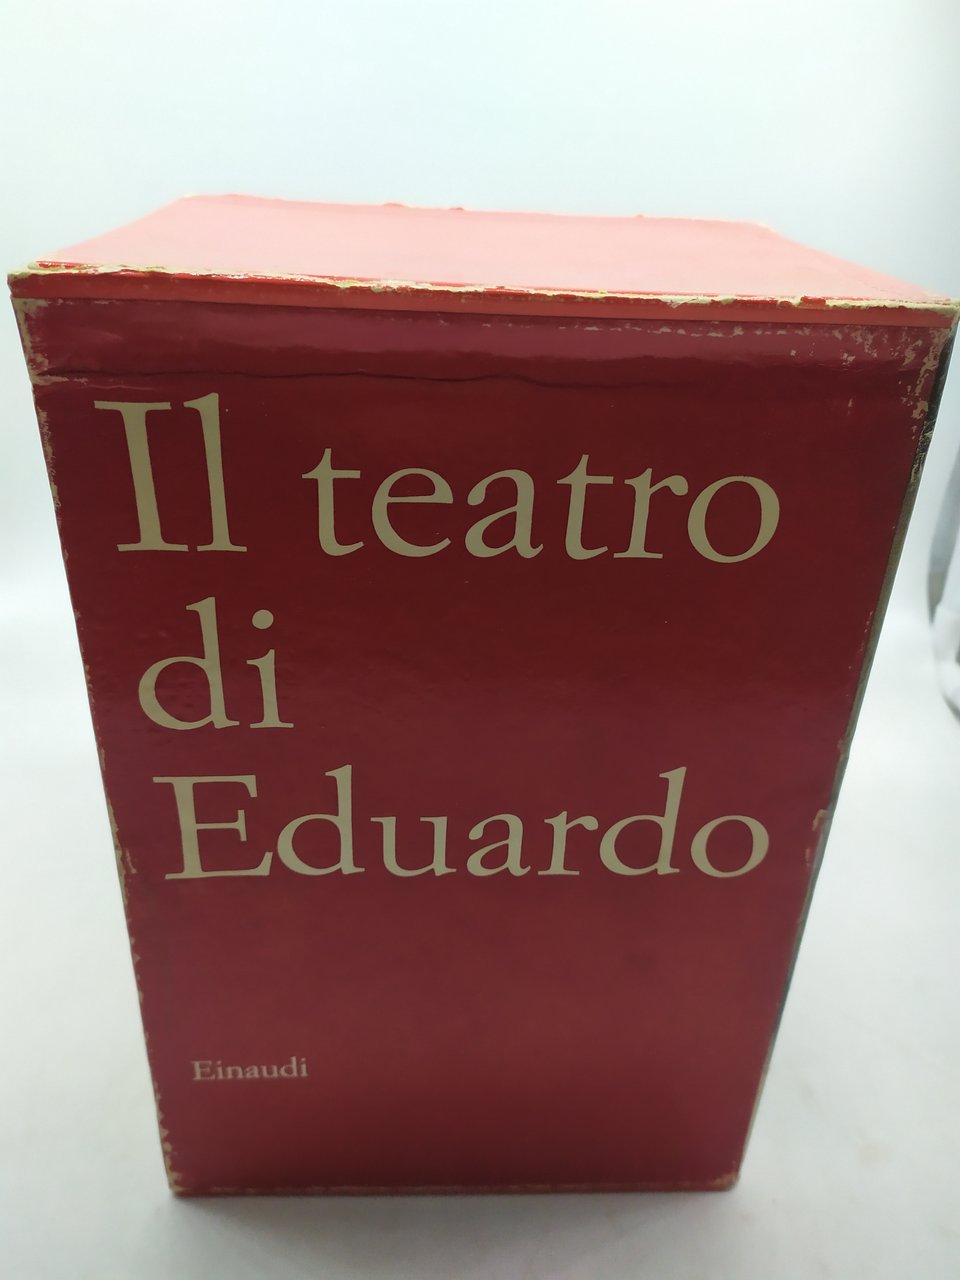 Il teatro
di
Eduardo
Einaudi